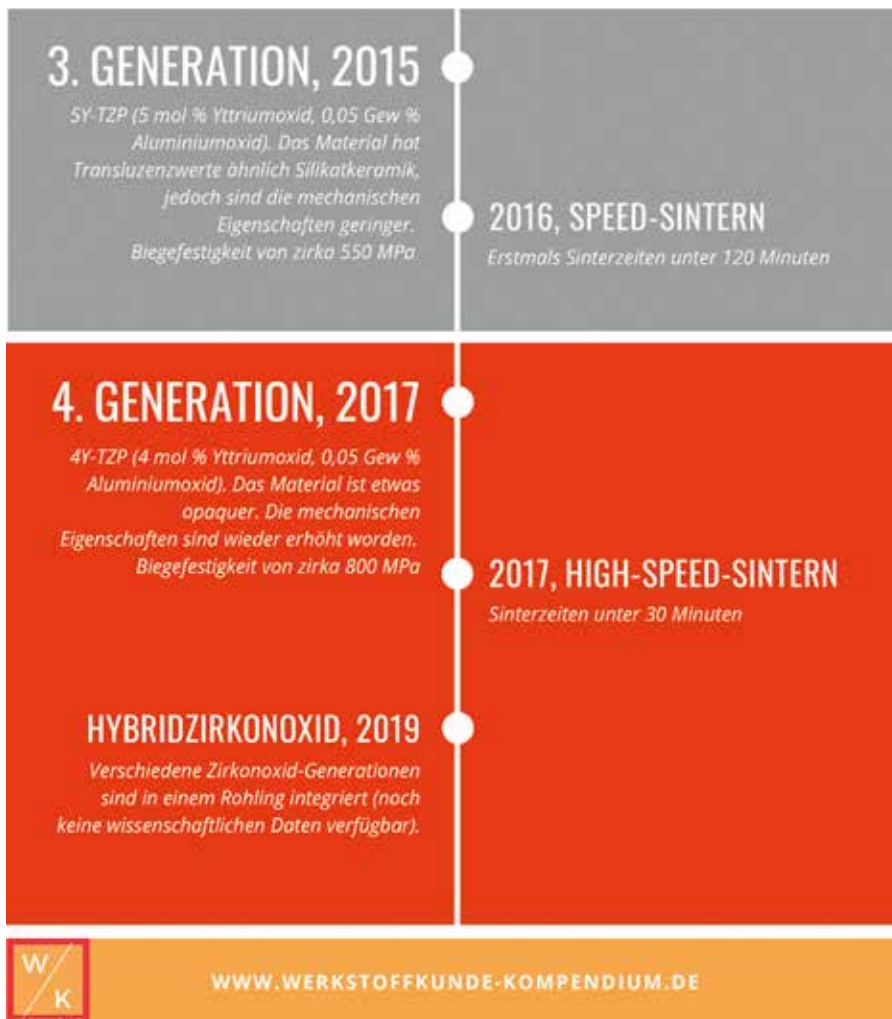 3. GENERATION, 2015
5Y-TZP (5 mol % Yttriumoxid, 0,05 Gew %
Aluminiumoxid). Das Material hat
Transluzenzwerte ähnlich Silikatkeramik,
jedoch sind die mechanischen
Eigenschaften geringer.
Biegefestigkeit von zirka 550 MPa
2016, SPEED-SINTERN
Erstmals Sinterzeiten unter 120 Minuten
4. GENERATION, 2017
4Y-TZP (4 mol % Yttriumoxid, 0,05 Gew %
Aluminiumoxid). Das Material ist etwas
opaquer. Die mechanischen
Eigenschaften sind wieder erhöht worden.
Biegefestigkeit von zirka 800 MPa
2017, HIGH-SPEED-SINTERN
Sinterzeiten unter 30 Minuten
HYBRIDZIRKONOXID, 2019
Verschiedene Zirkonoxid-Generationen
sind in einem Rohling integriert (noch
keine wissenschaftlichen Daten verfügbar).
W/K
WWW.WERKSTOFFKUNDE-KOMPENDIUM.DE